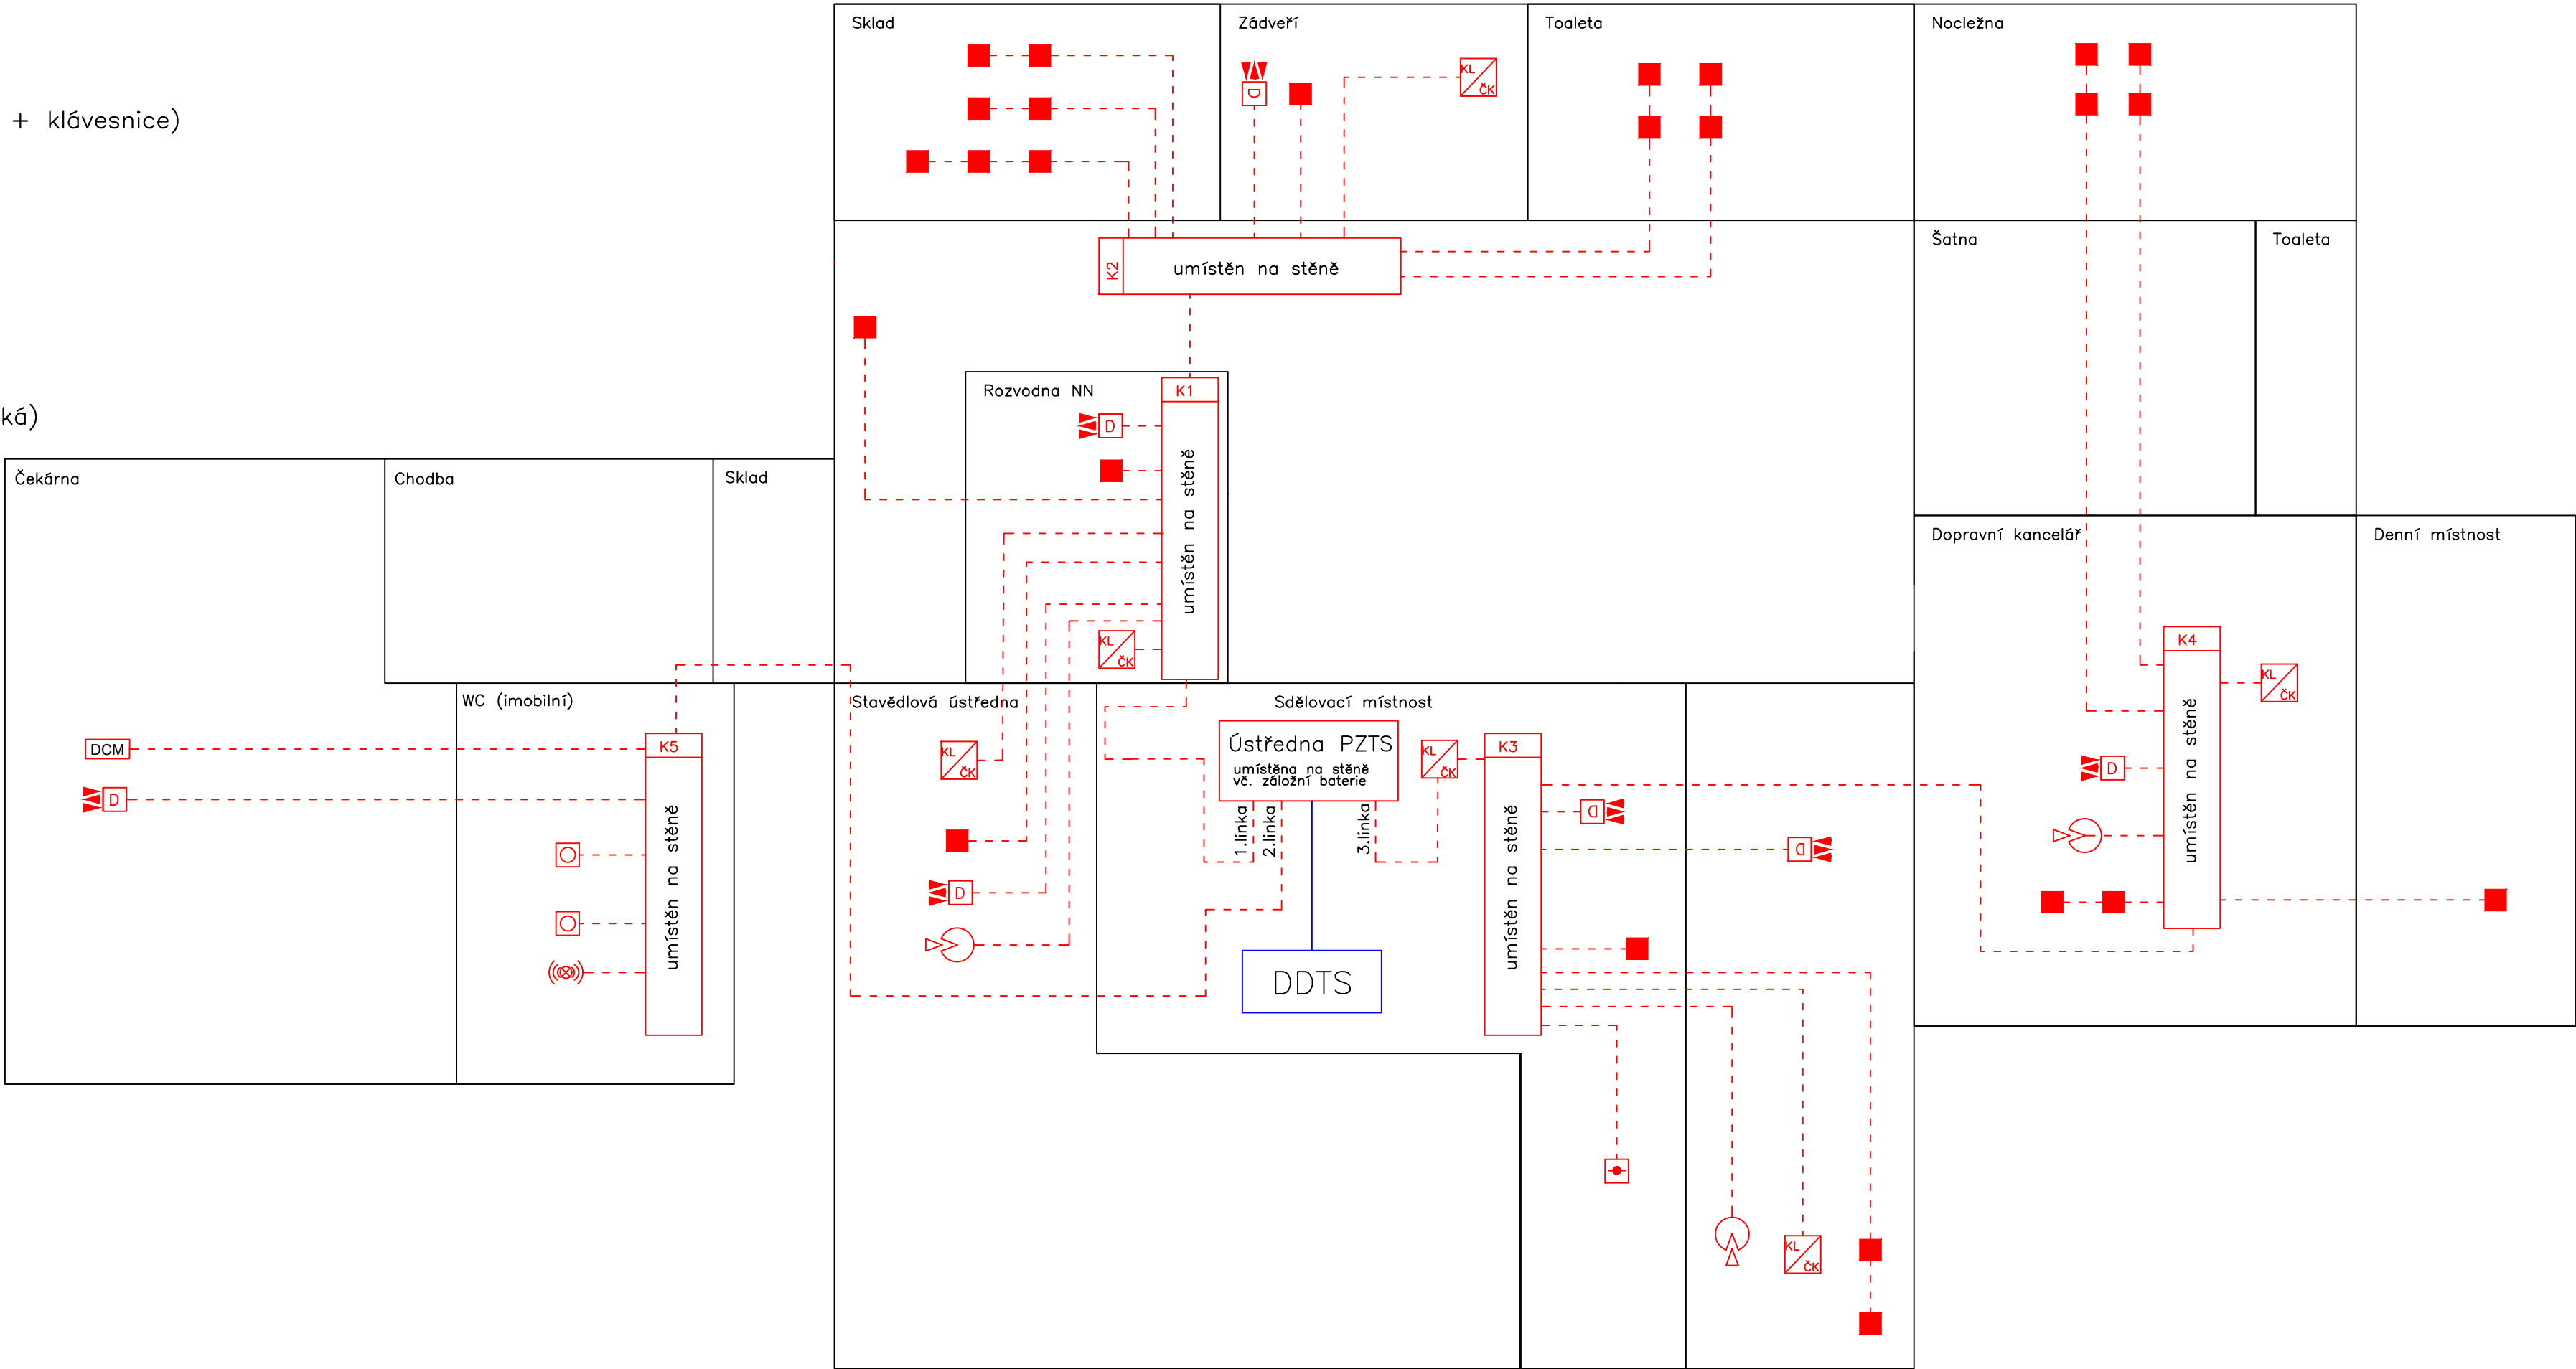 Sklad
Zádveří
Toaleta
Nocležna
KL
ČK
D
+ klávesnice)
Šatna
Toaleta
K2
umístěn na stěně
Rozvodna NN
K1
D
umístěn na stěně
KL
ČK
ká)
Čekárna
Chodba
Sklad
Dopravní kancelář
Denní místnost
K4
KL
ČK
D
umístěn na stěně
WC (imobilní)
K5
umístěn na stěně
DCM
D
Stavědlová ústředna
KL
ČK
D
Sdělovací místnost
Ústředna PZTS
umístěna na stěně
vč. záložní baterie
1.linka
2.linka
3.linka
DDTS
KL
ČK
K3
umístěn na stěně
D
D
KL
ČK